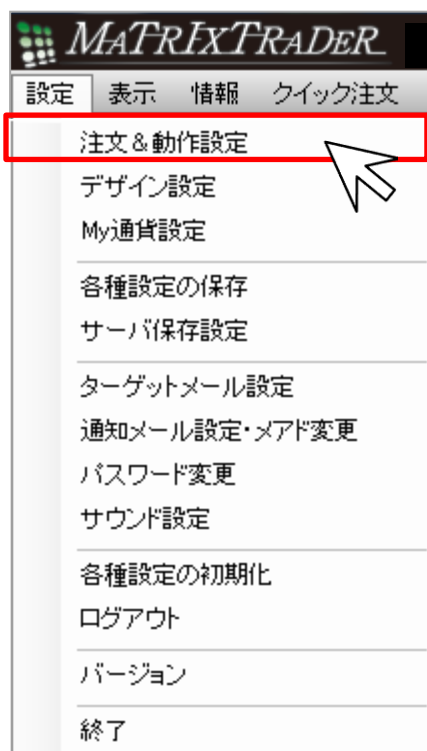 MATRIXTRADER
設定 表示 情報 クイック注文
注文＆動作設定
デザイン設定
My通貨設定
各種設定の保存
サーバ保存設定
ターゲットメール設定
通知メール設定・メアド変更
パスワード変更
サウンド設定
各種設定の初期化
ログアウト
バージョン
終了